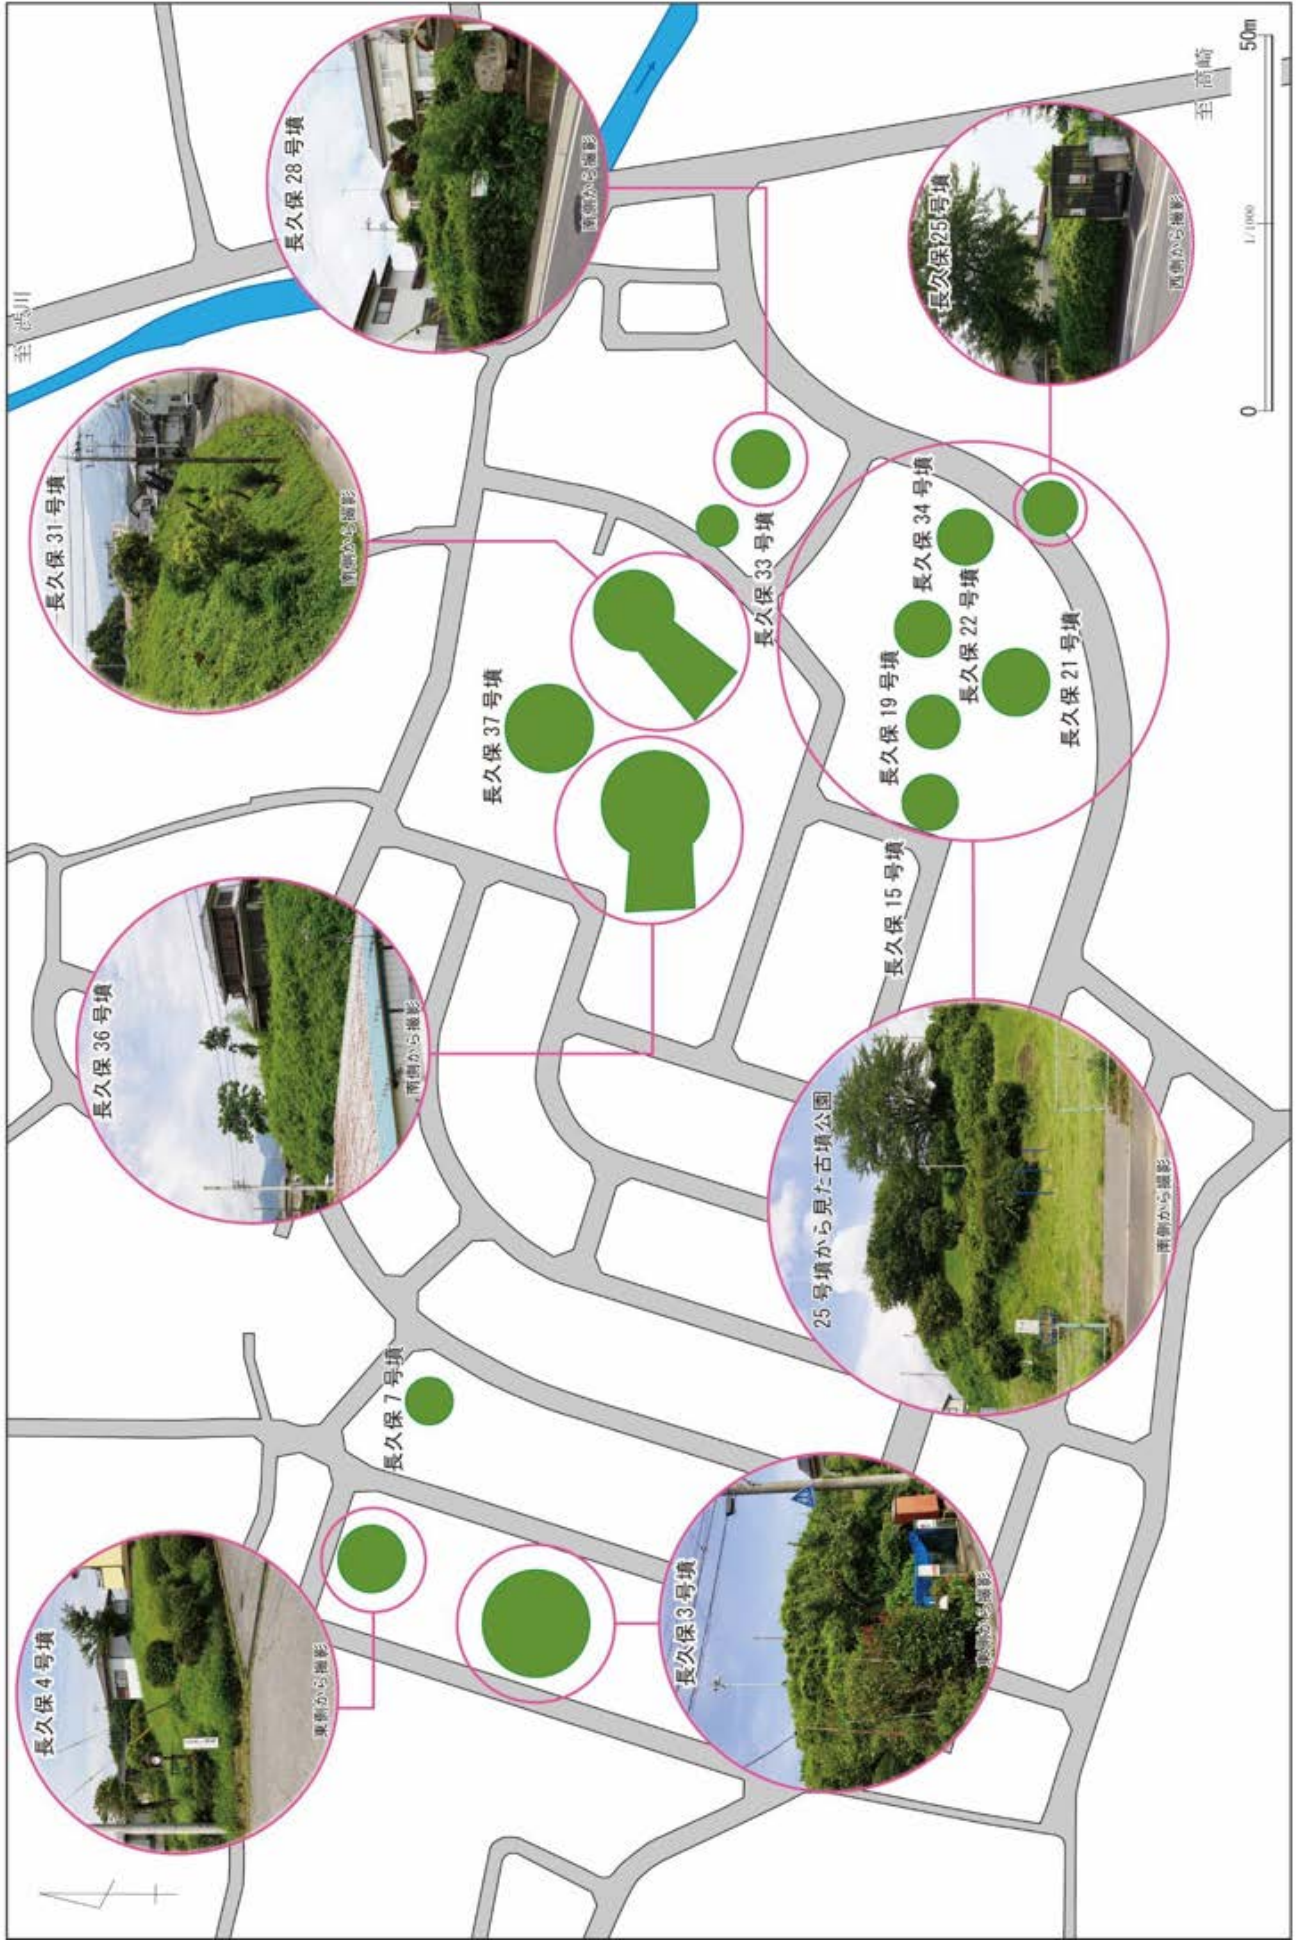 長久保 4 号墳
東側から撮影
長久保 36 号墳
南側から撮影
長久保 31 号墳
南側から撮影
至 渋川
長久保 28 号墳
南側から撮影
長久保 7 号墳
長久保 37 号墳
長久保 3 号墳
東側から撮影
25 号墳から見た古墳公園
南側から撮影
長久保 33 号墳
長久保 15 号墳
長久保 19 号墳
長久保 22 号墳
長久保 34 号墳
長久保 21 号墳
長久保 25 号墳
西側から撮影
至 高崎
0
1/1000
50m